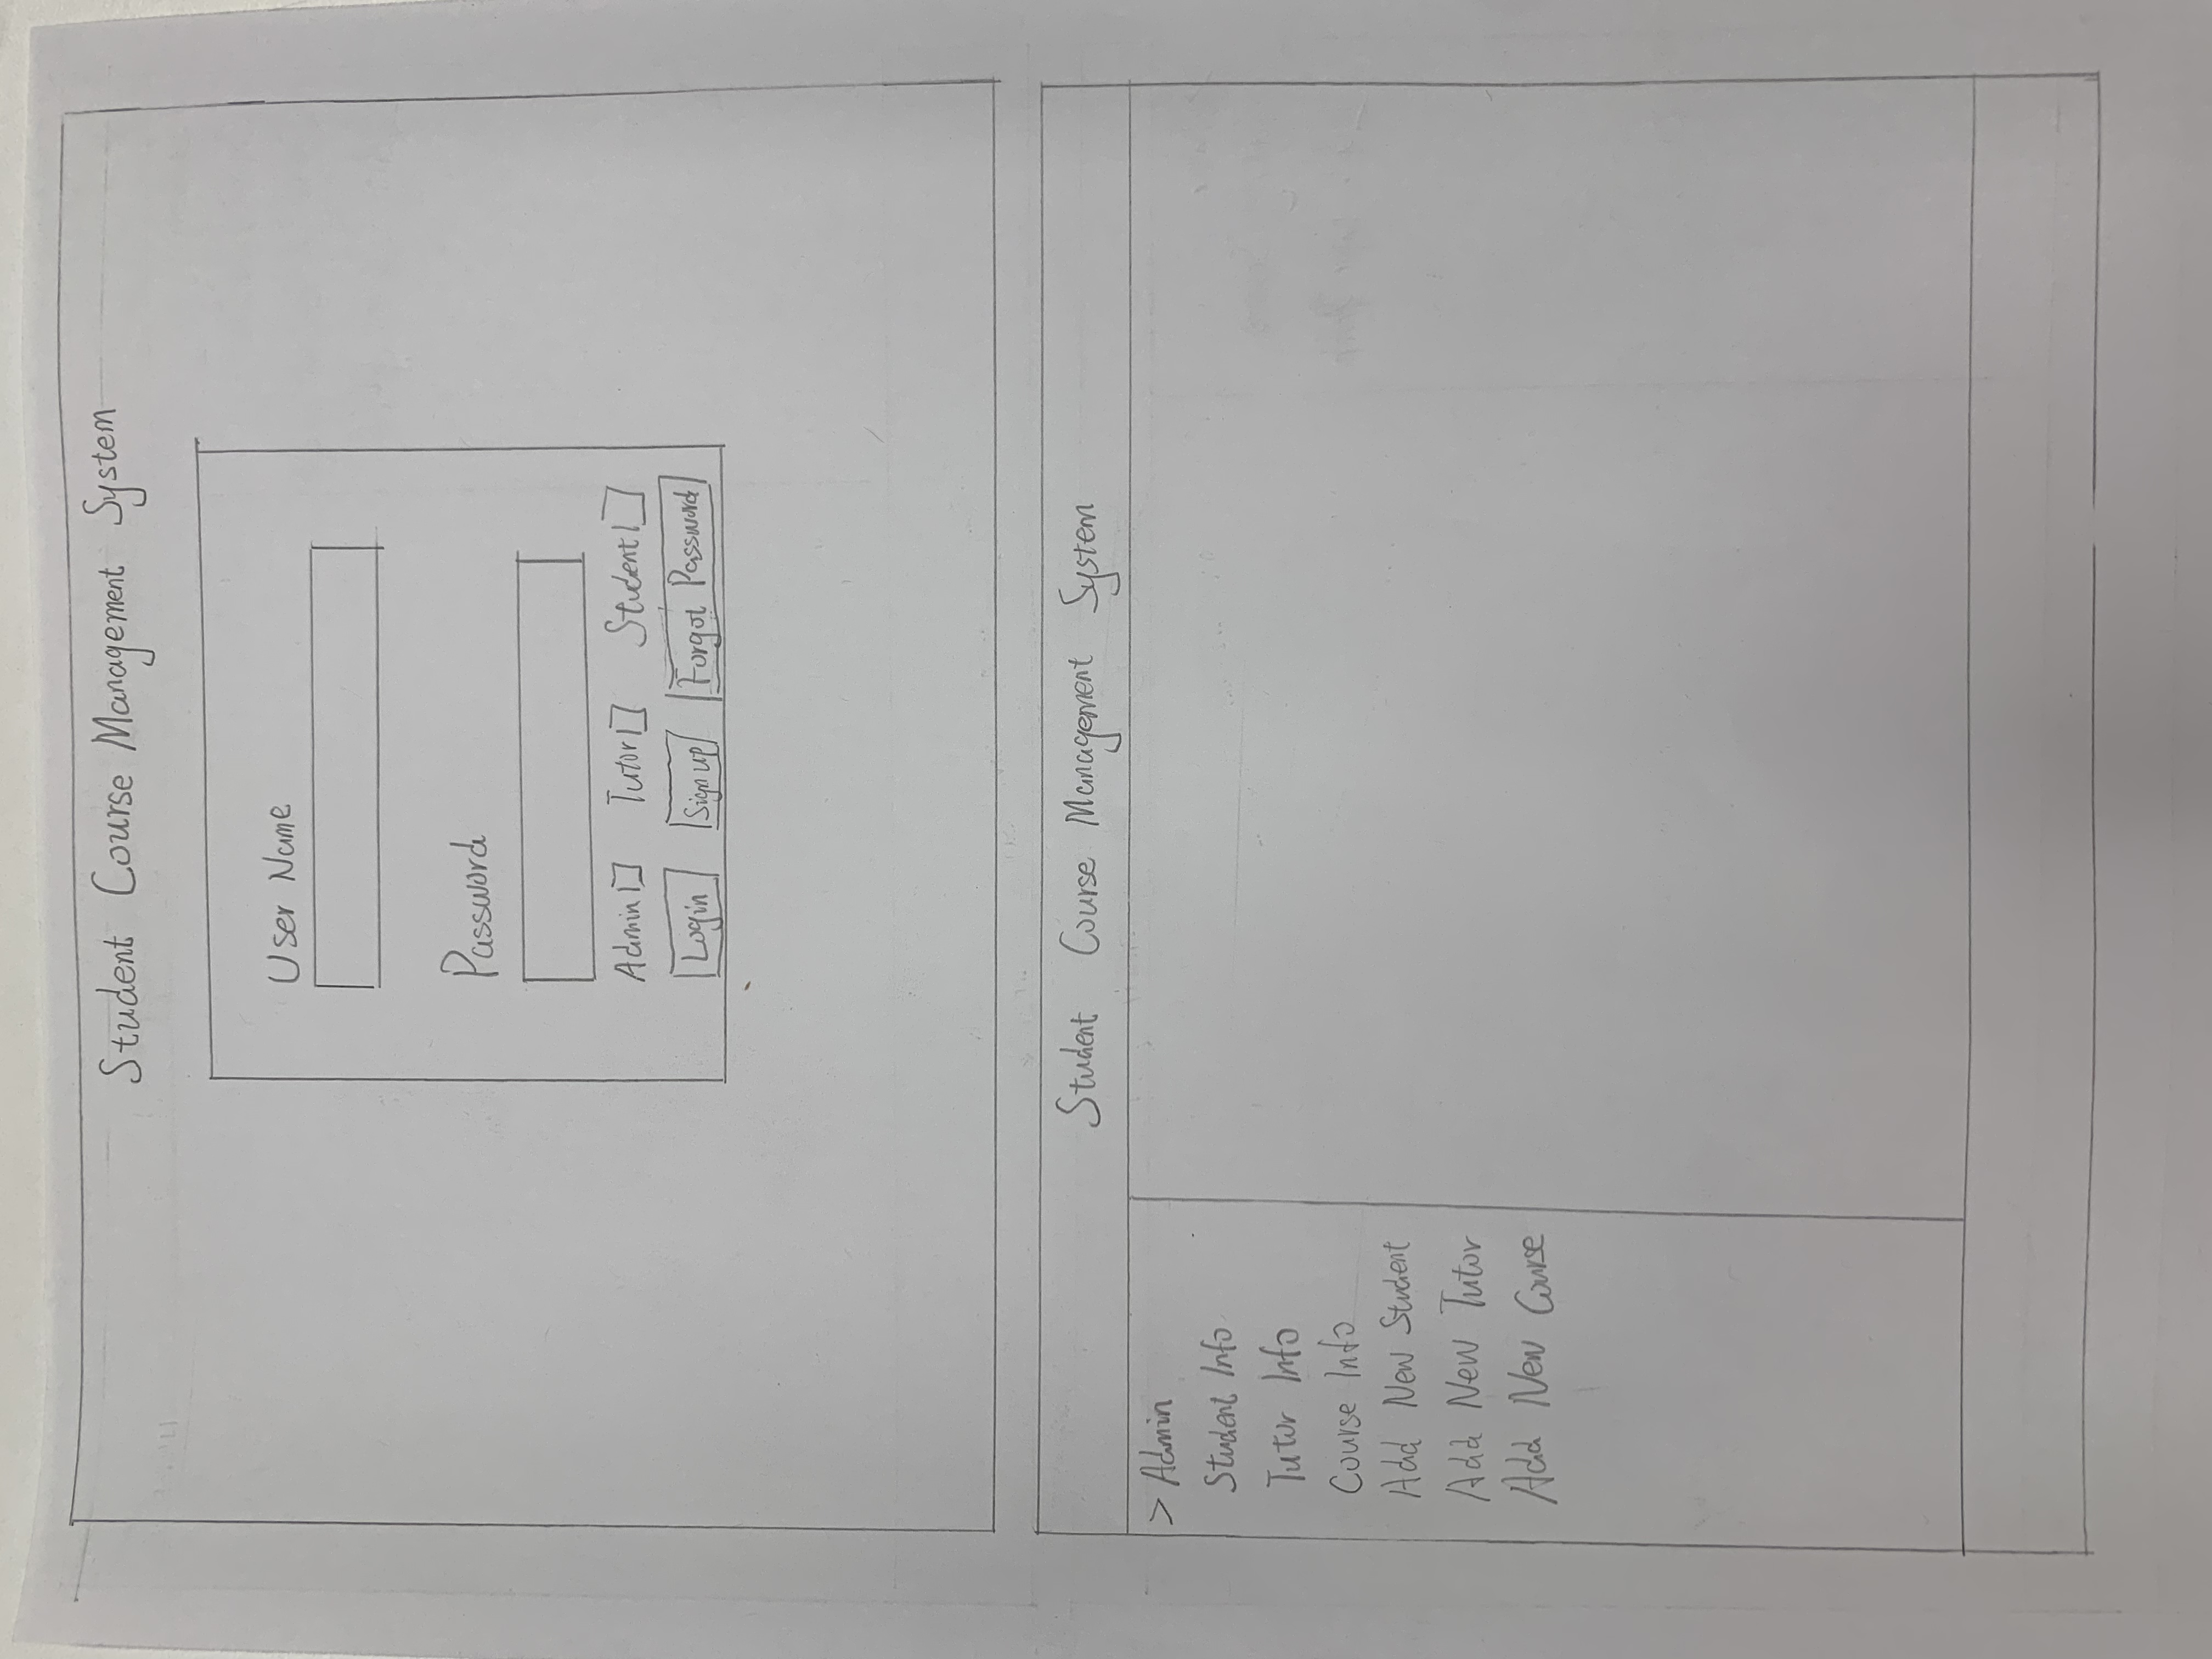 Student Course Management System
User Name
Password
Admin Tutor Student
Login Sign up Forgot Password
Student Course Management System
> Admin
Student Info
Tutor Info
Course Info
Add New Student
Add New Tutor
Add New Course